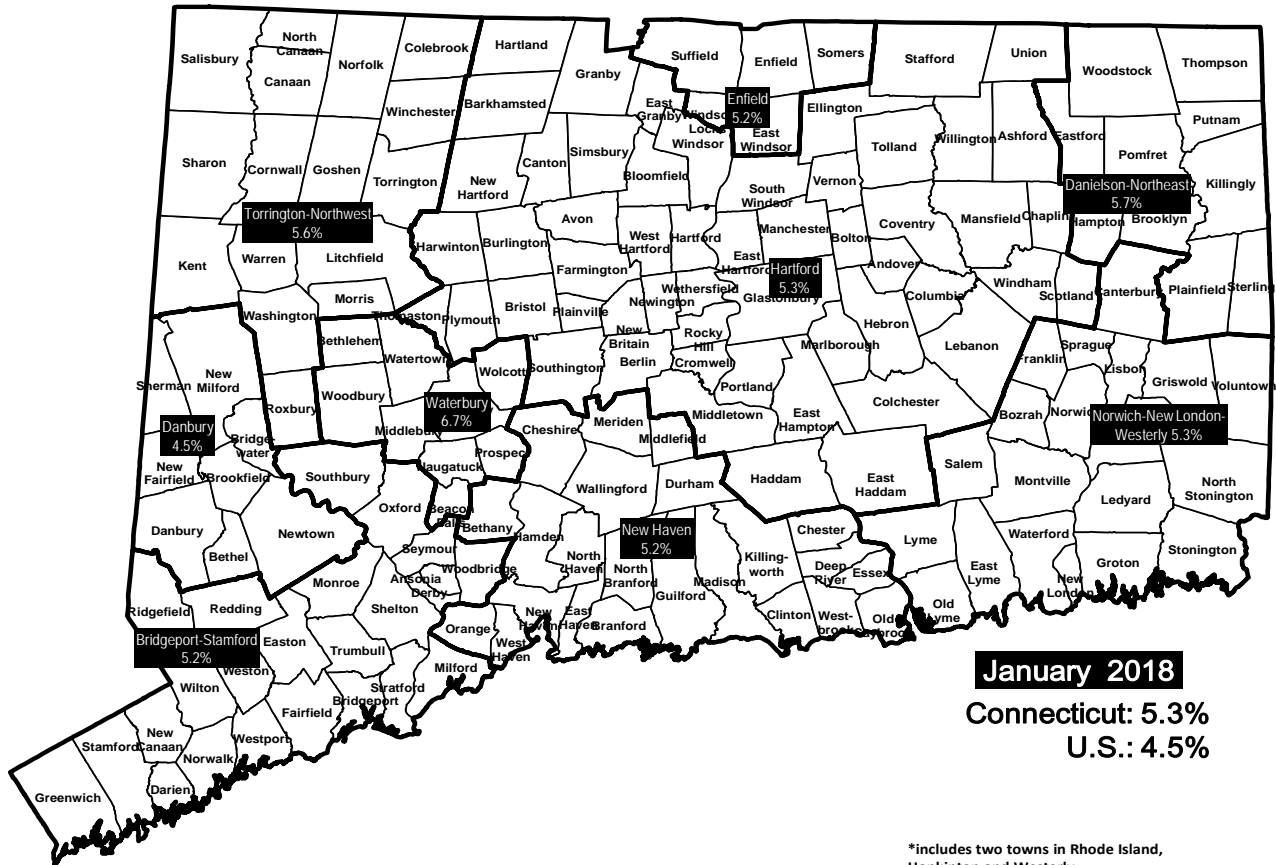 Salisbury
North
Canaan
Canaan
Norfolk
Colebrook
Hartland
Granby
Suffield
Enfield
Somers
Stafford
Union
Woodstock
Thompson
Winchester
Barkhamsted
East
Granby
Windsor
Locks
Windsor
Enfield
5.2%
East
Windsor
Ellington
Tolland
Willington
Ashford
Eastford
Putnam
Pomfret
Killingly
Sharon
Cornwall
Goshen
Torrington
New
Hartford
Canton
Simsbury
Bloomfield
South
Windsor
Vernon
Danielson-Northeast
5.7%
Torrington-Northwest
5.6%
Mansfield
Chaplin
Hampton
Brooklyn
Kent
Warren
Litchfield
Harwinton
Burlington
Avon
West
Hartford
Hartford
Manchester
Bolton
Coventry
East
Hartford
Hartford
5.3%
Glastonbury
Andover
Columbia
Windham
Scotland
Canterbury
Plainfield
Sterling
Farmington
Washington
Morris
Thomaston
Plymouth
Bristol
Plainville
Newington
Wethersfield
New
Britain
Berlin
Rocky
Hill
Cromwell
Marlborough
Hebron
Lebanon
Franklin
Sprague
Lisbon
Griswold
Voluntown
Sherman
New
Milford
Roxbury
Bethlehem
Woodbury
Watertown
Wolcott
Southington
Portland
Middletown
East
Hampton
Colchester
Bozrah
Norwich-New London-
Westerly 5.3%
Danbury
4.5%
Bridge-
water
Waterbury
6.7%
Cheshire
Meriden
Middlefield
New
Fairfield
Brookfield
Southbury
Naugatuck
Wallingford
Durham
Haddam
East
Haddam
Salem
Montville
Ledyard
North
Stonington
Danbury
Bethel
Newtown
Oxford
Beacon
Falls
Bethany
Hamden
New Haven
5.2%
Chester
Lyme
Waterford
Groton
Stonington
Seymour
Woodbridge
North
Haven
North
Branford
Killing-
worth
Deep
River
Essex
East
Lyme
New
London
Ridgefield
Redding
Monroe
Ansonia
Derby
Shelton
Orange
New
Haven
East
Haven
Branford
Guilford
Madison
Clinton
West-
brook
Old
Saybrook
Old
Lyme
Bridgeport-Stamford
5.2%
Easton
Trumbull
West
Haven
Milford
Weston
Wilton
Stratford
Bridgeport
Fairfield
January 2018
Connecticut: 5.3%
U.S.: 4.5%
Stamford
New
Canaan
Norwalk
Westport
Greenwich
Darien
*includes two towns in Rhode Island,